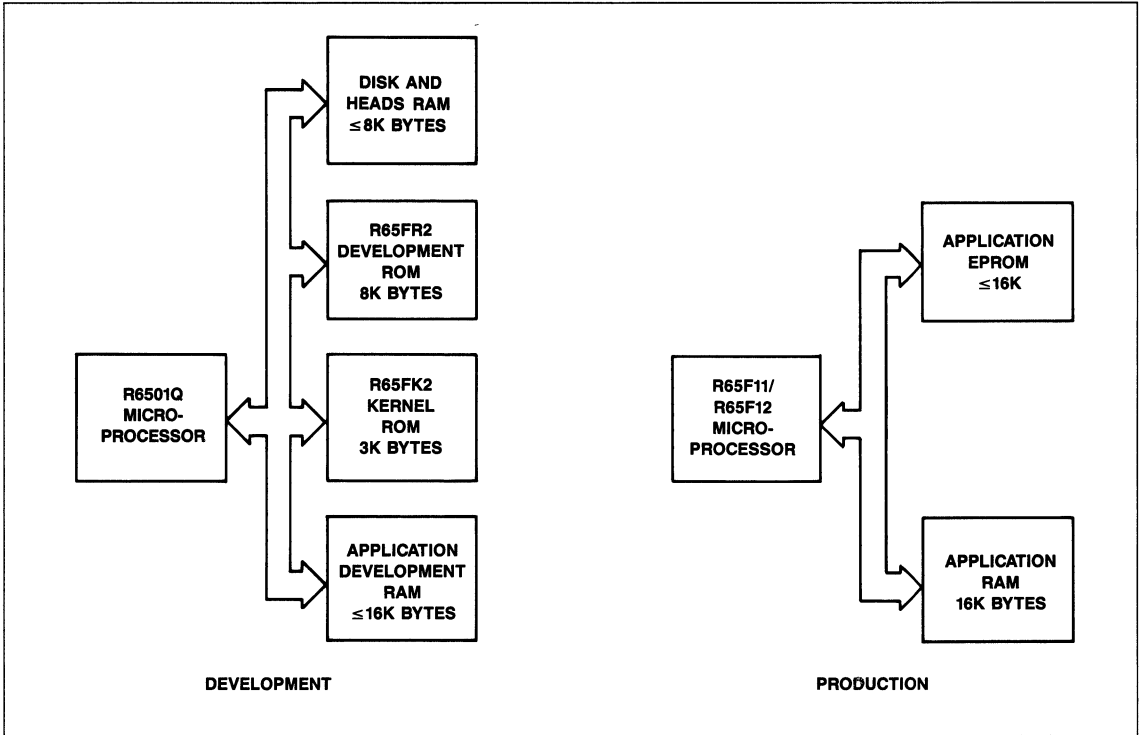 DISK AND
HEADS RAM
≤8K BYTES
R65FR2
DEVELOPMENT
ROM
8K BYTES
R6501Q
MICRO-
PROCESSOR
R65FK2
KERNEL
ROM
3K BYTES
APPLICATION
DEVELOPMENT
RAM
≤16K BYTES
DEVELOPMENT
APPLICATION
EPROM
≤16K
R65F11/
R65F12
MICRO-
PROCESSOR
APPLICATION
RAM
16K BYTES
PRODUCTION